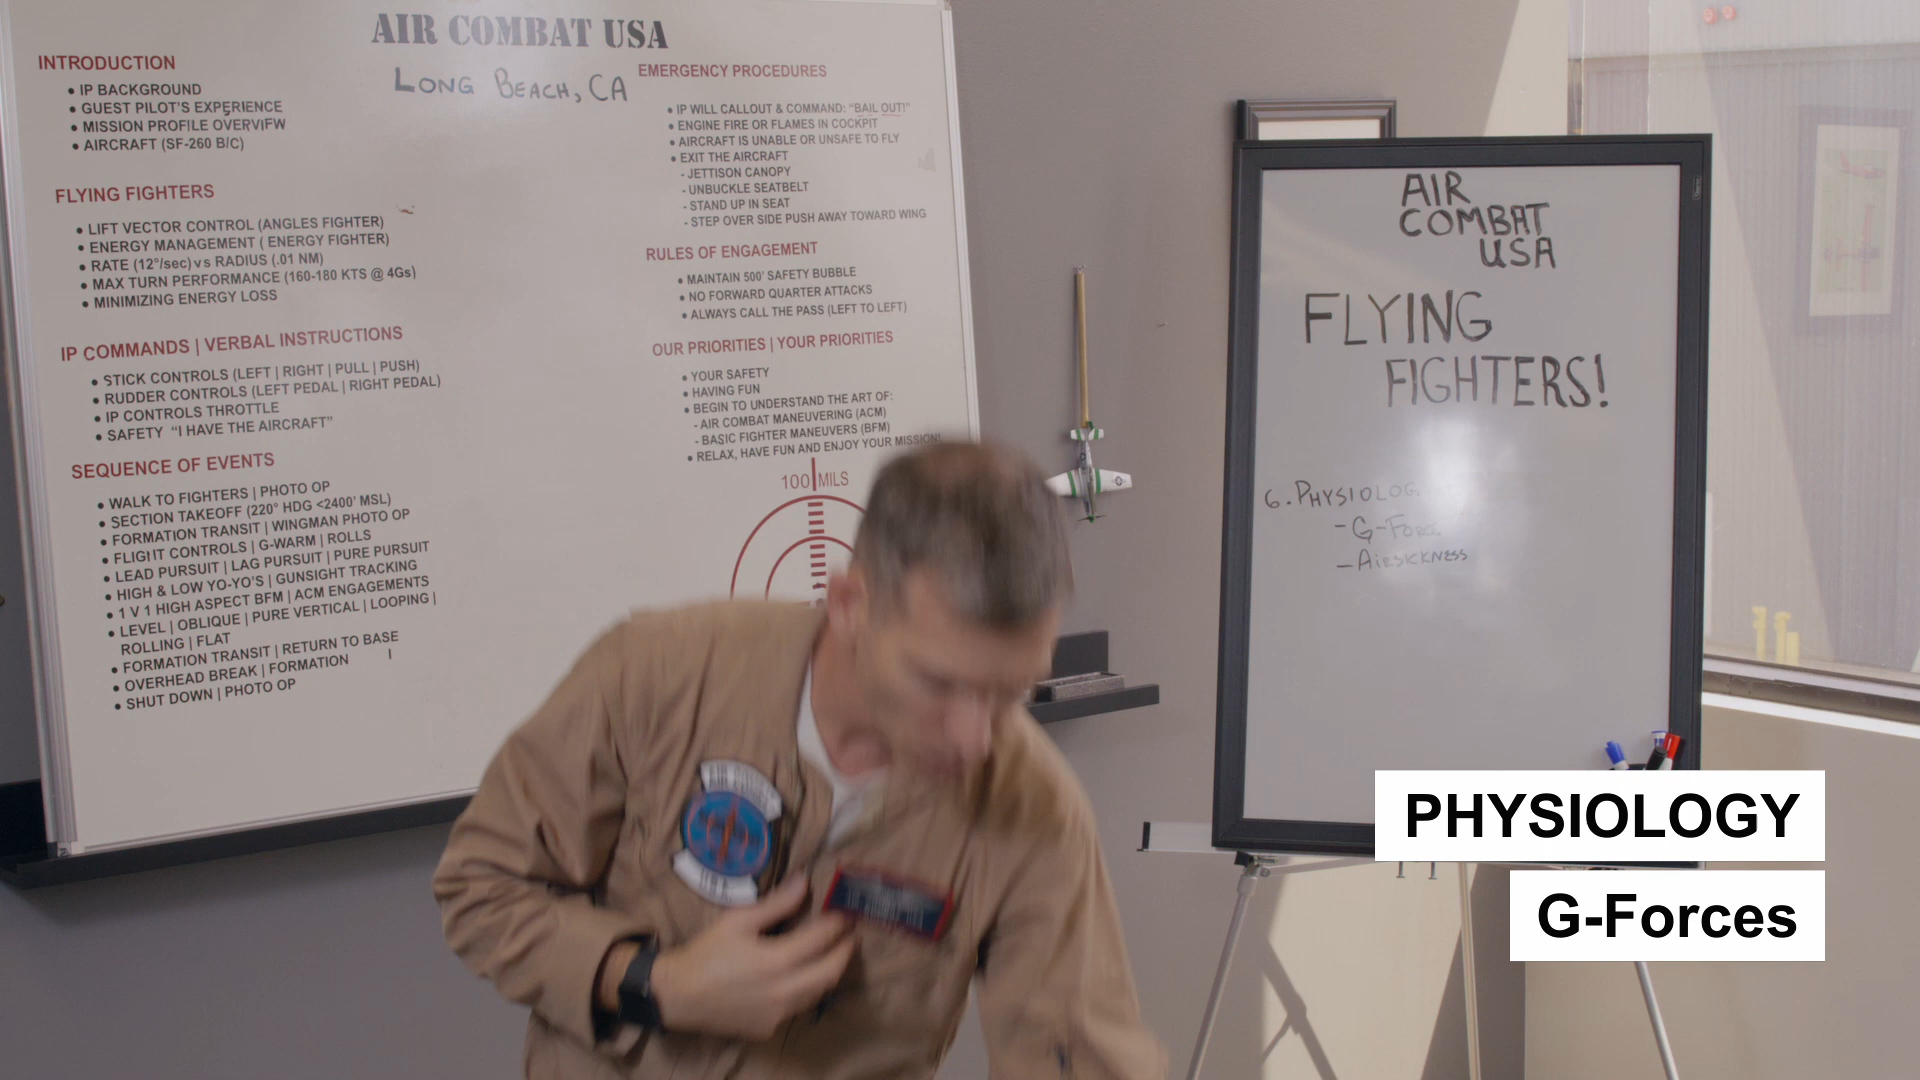 AIR COMBAT USA
LONG BEACH, CA
INTRODUCTION
• IP BACKGROUND
• GUEST PILOT'S EXPERIENCE
• MISSION PROFILE OVERVIEW
• AIRCRAFT (SF-260 B/C)
FLYING FIGHTERS
• LIFT VECTOR CONTROL (ANGLES FIGHTER)
• ENERGY MANAGEMENT ( ENERGY FIGHTER)
• RATE (12°/sec) vs RADIUS (.01 NM)
• MAX TURN PERFORMANCE (160-180 KTS @ 4Gs)
• MINIMIZING ENERGY LOSS
IP COMMANDS | VERBAL INSTRUCTIONS
• STICK CONTROLS (LEFT | RIGHT | PULL | PUSH)
• RUDDER CONTROLS (LEFT PEDAL | RIGHT PEDAL)
• IP CONTROLS THROTTLE
• SAFETY "I HAVE THE AIRCRAFT"
SEQUENCE OF EVENTS
• WALK TO FIGHTERS | PHOTO OP
• SECTION TAKEOFF (220° HDG <2400' MSL)
• FORMATION TRANSIT | WINGMAN PHOTO OP
• FLIGHT CONTROLS | G-WARM | ROLLS
• LEAD PURSUIT | LAG PURSUIT | PURE PURSUIT
• HIGH & LOW YO-YO'S | GUNSIGHT TRACKING
• 1 V 1 HIGH ASPECT BFM | ACM ENGAGEMENTS
• LEVEL | OBLIQUE | PURE VERTICAL | LOOPING |
ROLLING | FLAT
• FORMATION TRANSIT | RETURN TO BASE
• OVERHEAD BREAK | FORMATION
• SHUT DOWN | PHOTO OP
EMERGENCY PROCEDURES
• IP WILL CALLOUT & COMMAND: "BAIL OUT!"
• ENGINE FIRE OR FLAMES IN COCKPIT
• AIRCRAFT IS UNABLE OR UNSAFE TO FLY
• EXIT THE AIRCRAFT
- JETTISON CANOPY
- UNBUCKLE SEATBELT
- STAND UP IN SEAT
- STEP OVER SIDE PUSH AWAY TOWARD WING
RULES OF ENGAGEMENT
• MAINTAIN 500' SAFETY BUBBLE
• NO FORWARD QUARTER ATTACKS
• ALWAYS CALL THE PASS (LEFT TO LEFT)
OUR PRIORITIES | YOUR PRIORITIES
• YOUR SAFETY
• HAVING FUN
• BEGIN TO UNDERSTAND THE ART OF:
- AIR COMBAT MANEUVERING (ACM)
- BASIC FIGHTER MANEUVERS (BFM)
• RELAX, HAVE FUN AND ENJOY YOUR MISSION!
100 MILS
AIR
COMBAT
USA
FLYING
FIGHTERS!
6. PHYSIOLOG
- G-FORCE
- AIRSICKNESS
PHYSIOLOGY
G-Forces